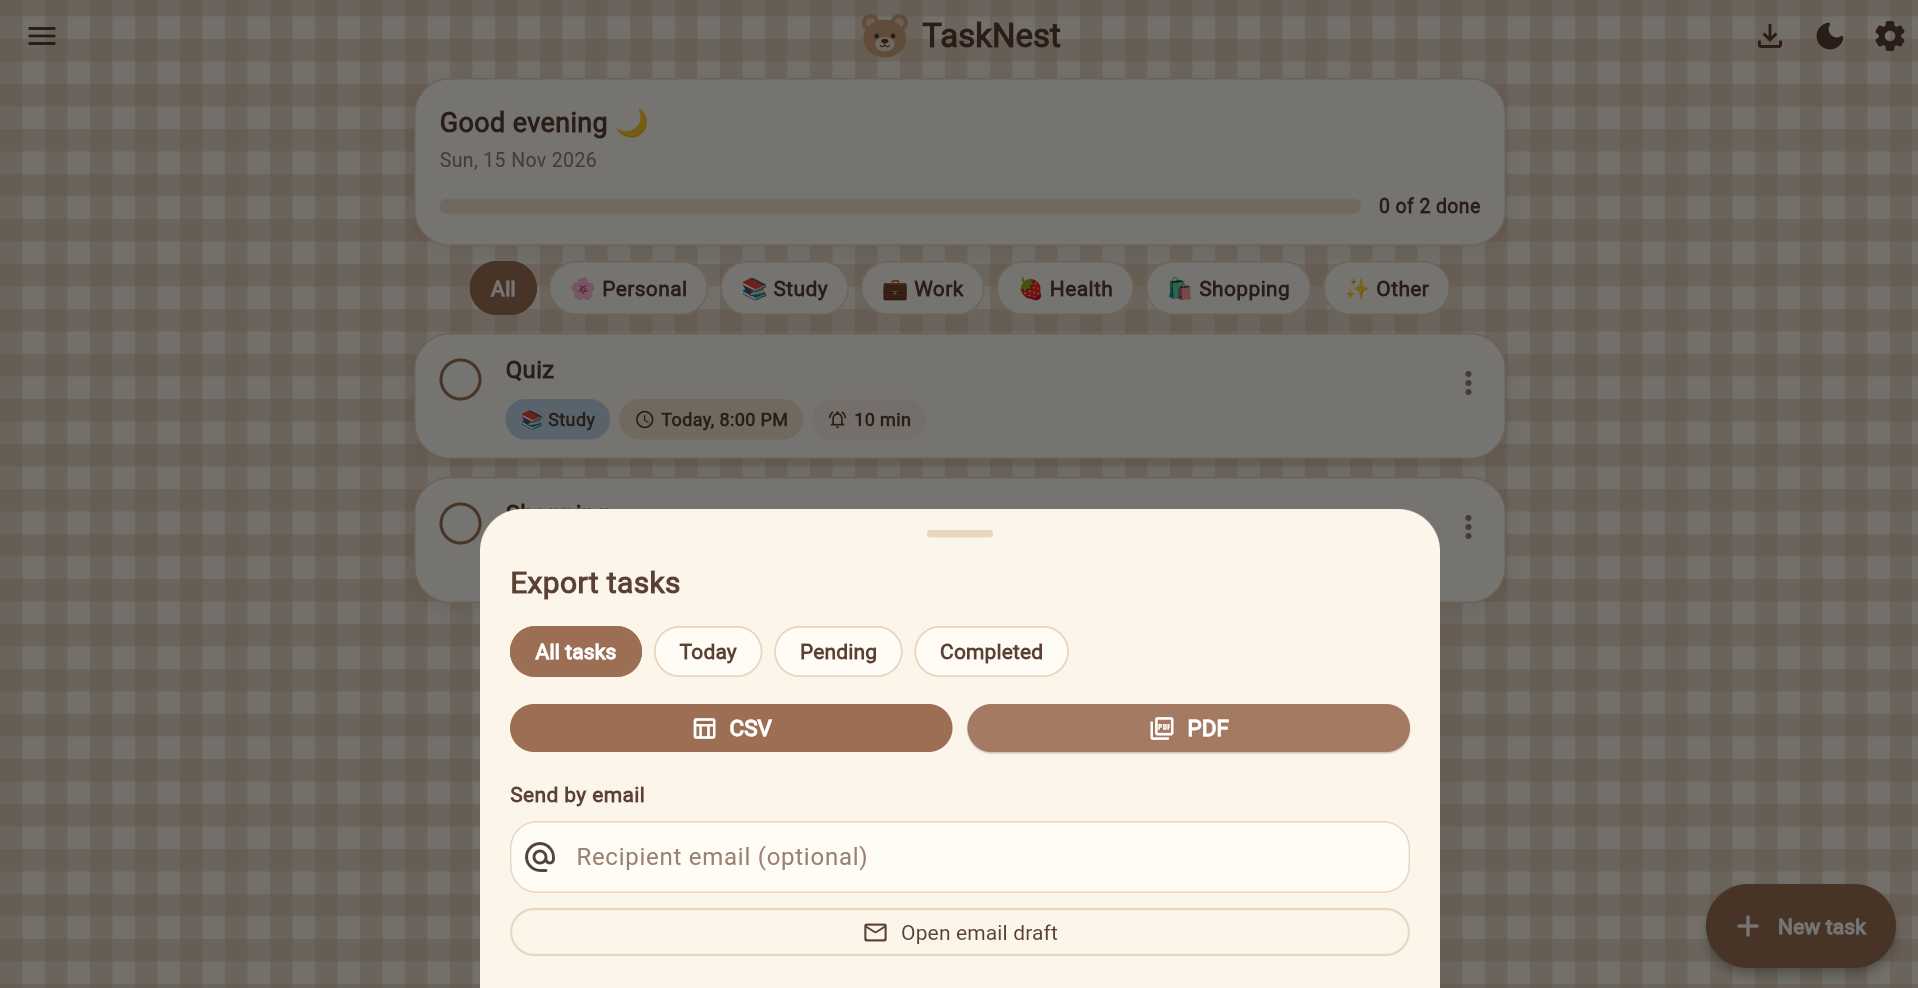 TaskNest
Good evening 🌙
Sun, 15 Nov 2026
0 of 2 done
All 🌸 Personal 📚 Study 💼 Work 🍓 Health 🛍️ Shopping ✨ Other
Quiz
📚 Study Today, 8:00 PM 10 min
Export tasks
All tasks Today Pending Completed
CSV PDF
Send by email
Recipient email (optional)
Open email draft
+ New task